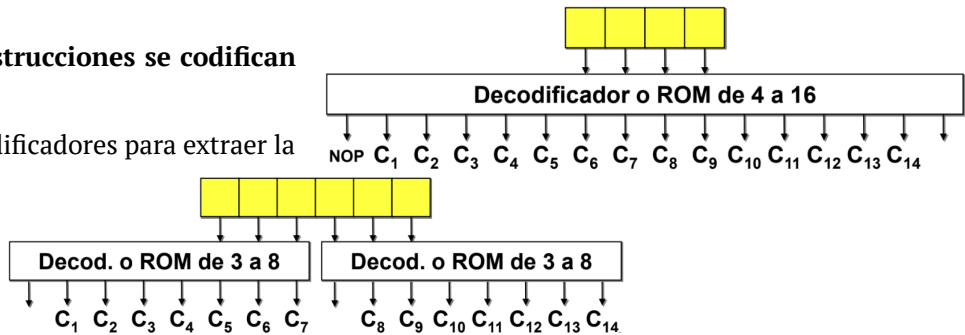 strucciones se codifican
Decodificador o ROM de 4 a 16
lificadores para extraer la
NOP C₁ C₂ C₃ C₄ C₅ C₆ C₇ C₈ C₉ C₁₀ C₁₁ C₁₂ C₁₃ C₁₄
Decod. o ROM de 3 a 8 Decod. o ROM de 3 a 8
C₁ C₂ C₃ C₄ C₅ C₆ C₇ C₈ C₉ C₁₀ C₁₁ C₁₂ C₁₃ C₁₄